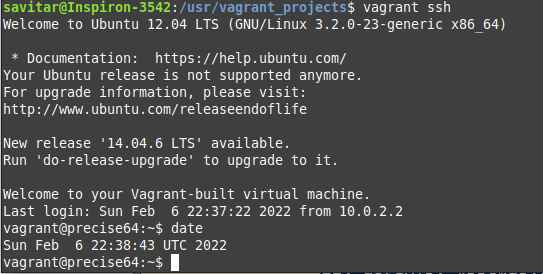 savitar@Inspiron-3542:/usr/vagrant_projects$ vagrant ssh
Welcome to Ubuntu 12.04 LTS (GNU/Linux 3.2.0-23-generic x86_64)

 * Documentation:  https://help.ubuntu.com/
Your Ubuntu release is not supported anymore.
For upgrade information, please visit:
http://www.ubuntu.com/releaseendoflife

New release '14.04.6 LTS' available.
Run 'do-release-upgrade' to upgrade to it.

Welcome to your Vagrant-built virtual machine.
Last login: Sun Feb  6 22:37:22 2022 from 10.0.2.2
vagrant@precise64:~$ date
Sun Feb  6 22:38:43 UTC 2022
vagrant@precise64:~$